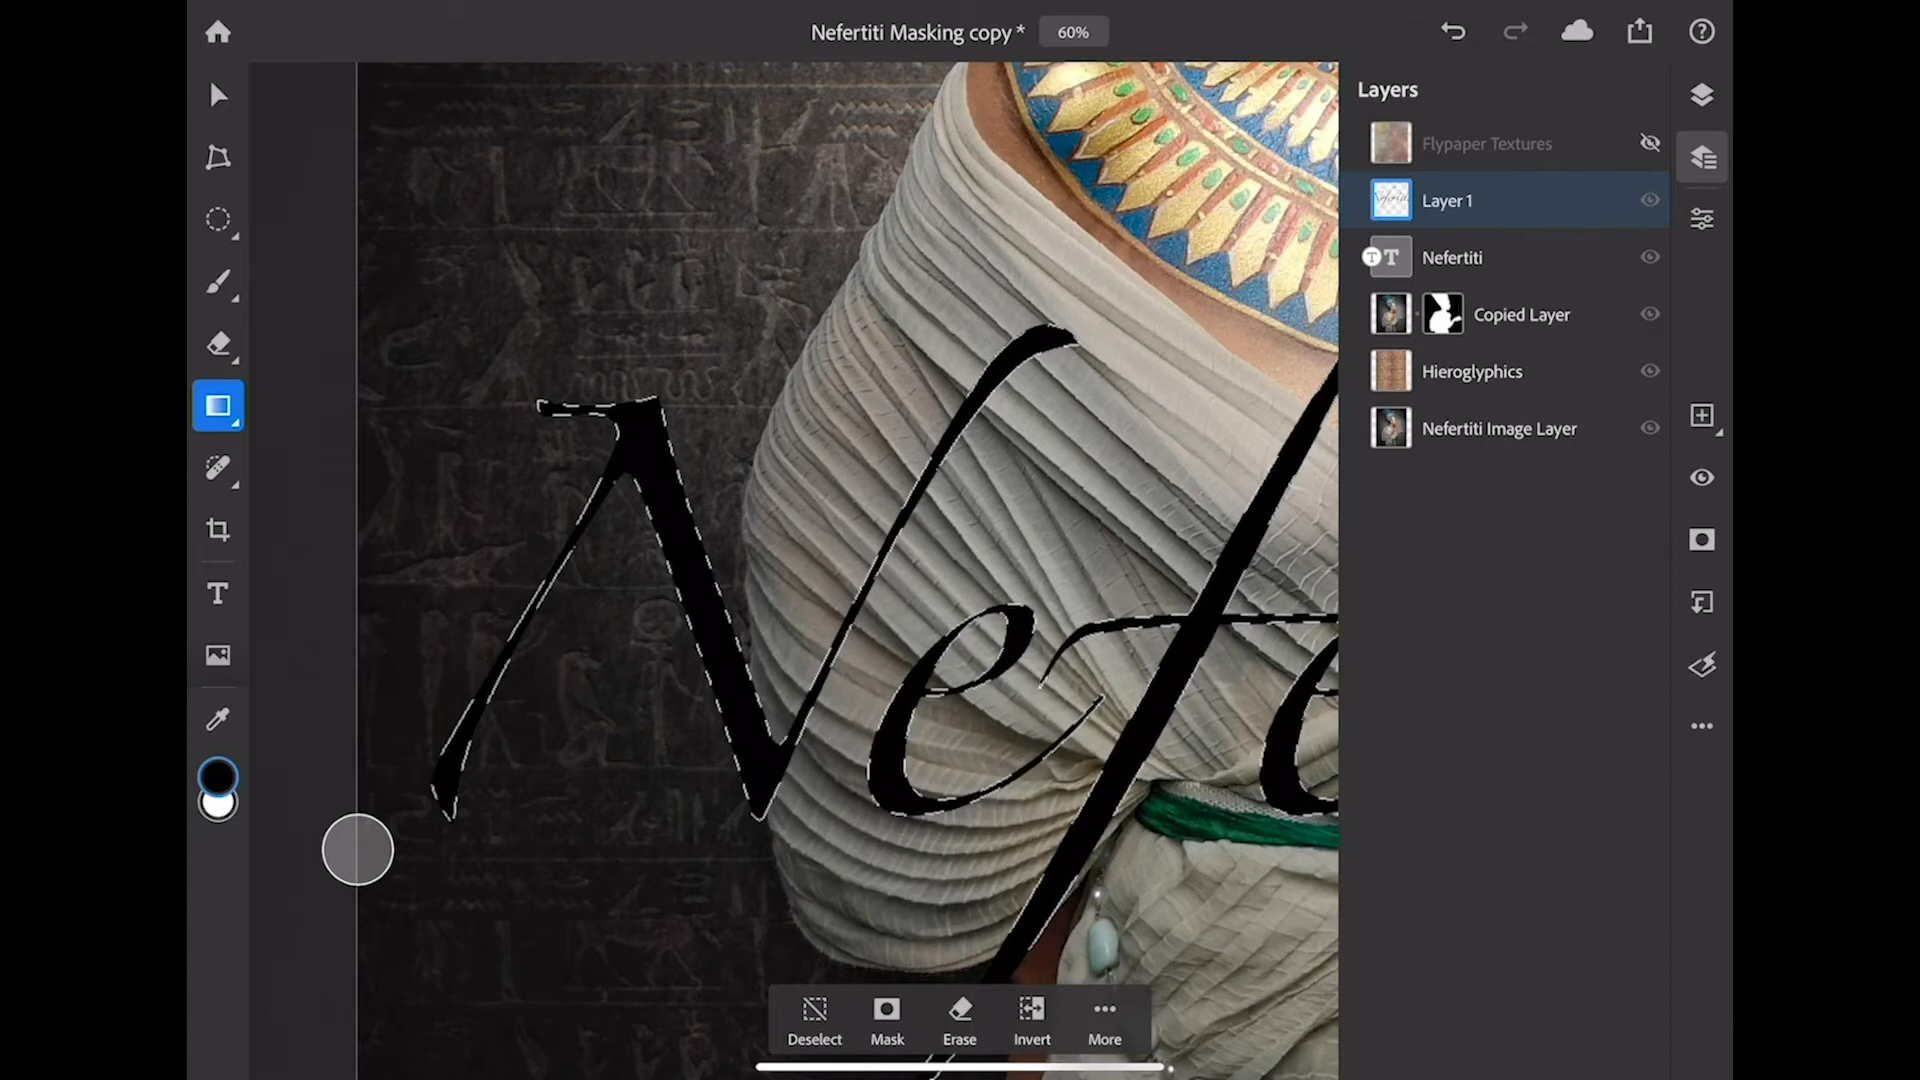 Nefertiti Masking copy *
60%
Layers
Flypaper Textures
Layer 1
Nefertiti
Copied Layer
Hieroglyphics
Nefertiti Image Layer
Nef
Deselect
Mask
Erase
Invert
More